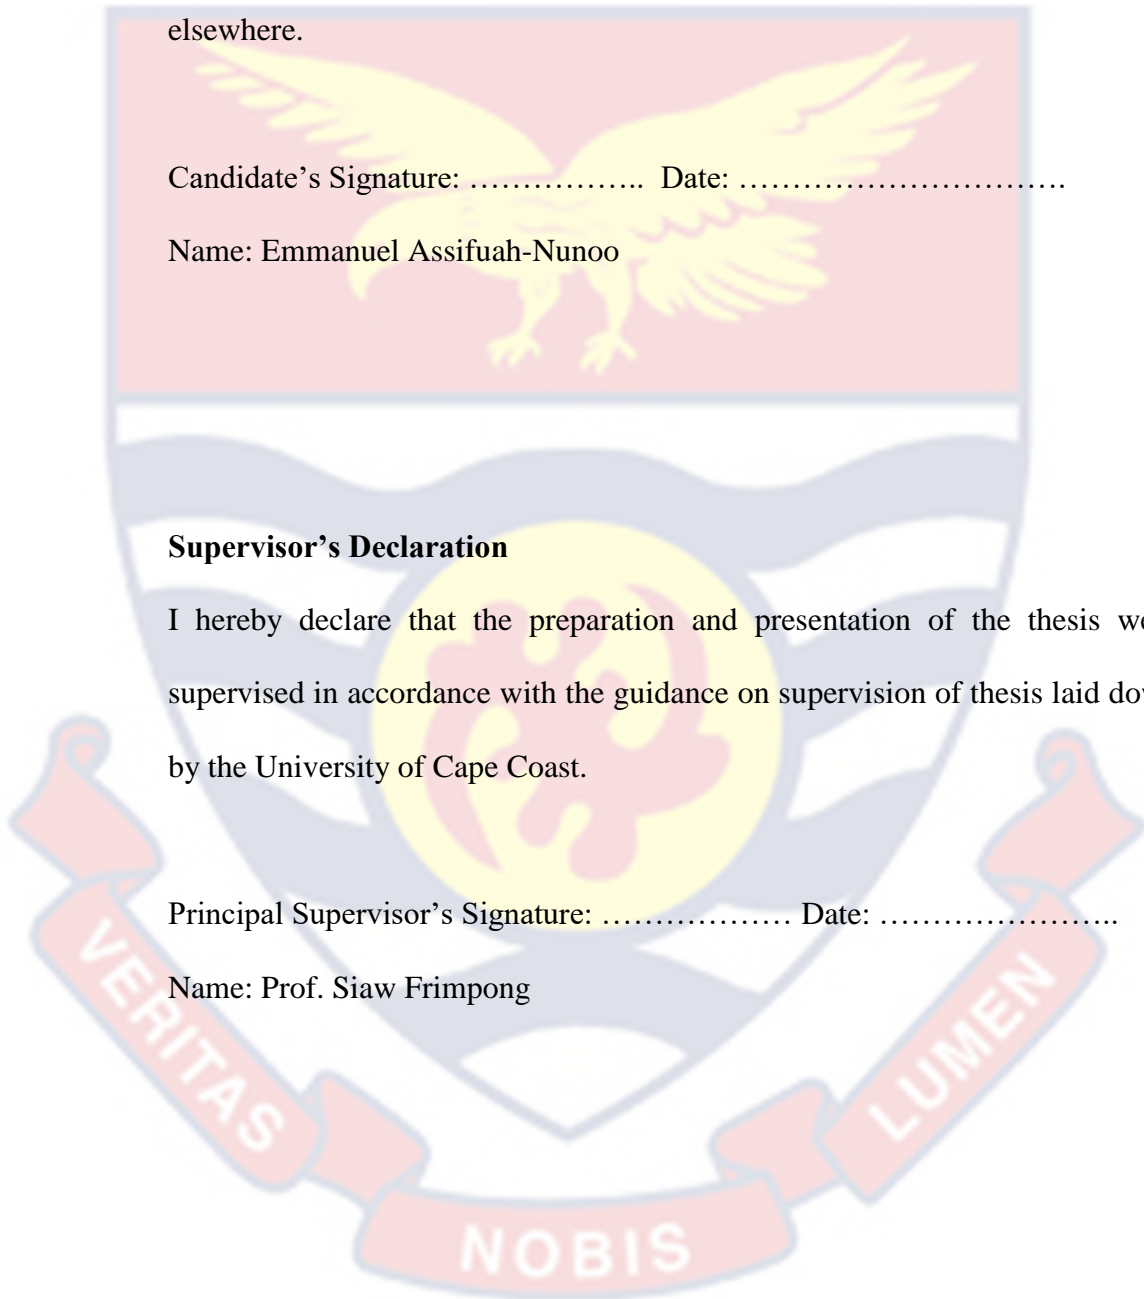 elsewhere.
Candidate’s Signature: …………….. Date: ………………………….
Name: Emmanuel Assifuah-Nunoo
Supervisor’s Declaration
I hereby declare that the preparation and presentation of the thesis
supervised in accordance with the guidance on supervision of thesis laid
by the University of Cape Coast.
Principal Supervisor’s Signature: ……………… Date: …………………..
Name: Prof. Siaw Frimpong
VERITAS
NOBIS
LUMEN